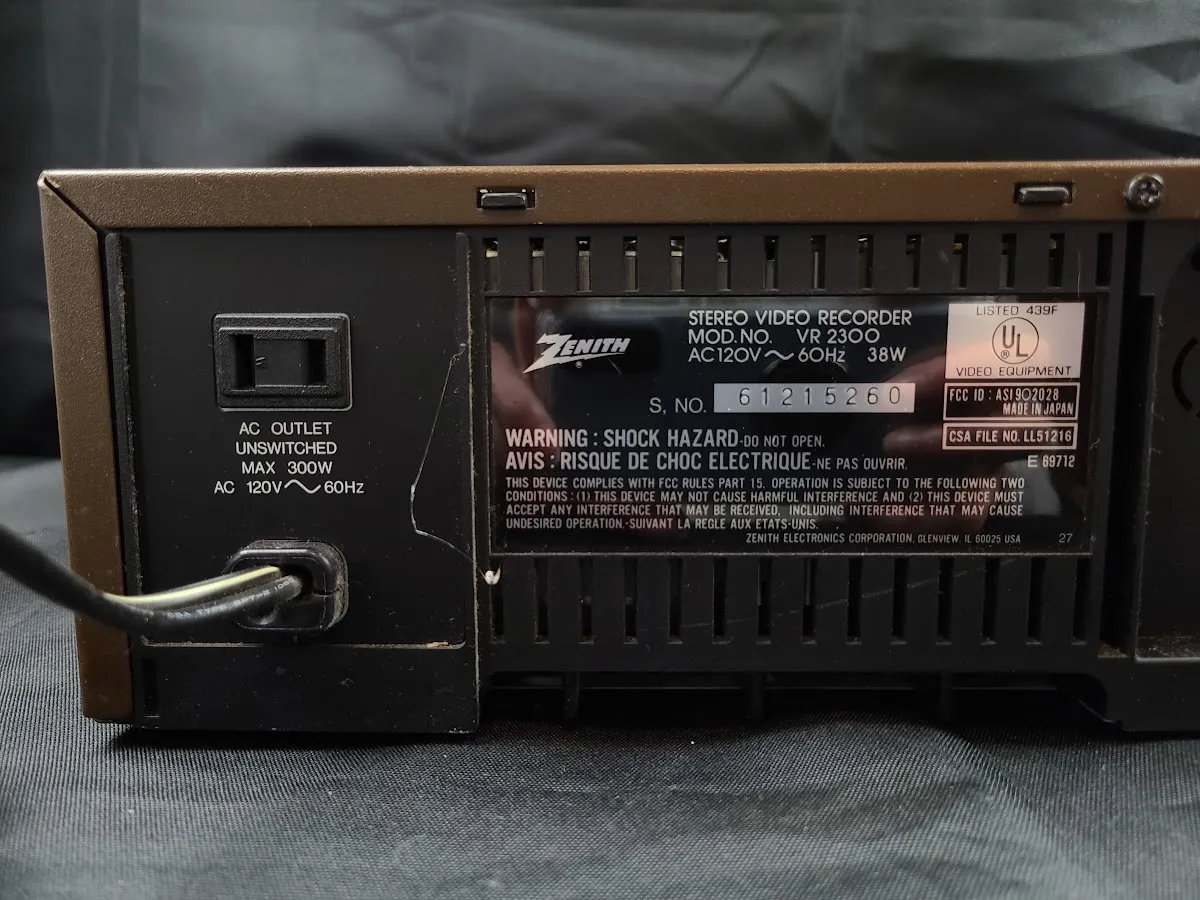 AC OUTLET
UNSWITCHED
MAX 300W
AC 120V ～ 60Hz
ZENITH
STEREO VIDEO RECORDER
MOD. NO. VR 2300
AC120V ～ 60Hz 38W
S, NO. 61215260
LISTED 439F
UL
®
VIDEO EQUIPMENT
FCC ID : ASI902028
MADE IN JAPAN
CSA FILE NO. LL51216
E 69712
WARNING : SHOCK HAZARD-DO NOT OPEN.
AVIS : RISQUE DE CHOC ELECTRIQUE-NE PAS OUVRIR.
THIS DEVICE COMPLIES WITH FCC RULES PART 15. OPERATION IS SUBJECT TO THE FOLLOWING TWO
CONDITIONS : (1) THIS DEVICE MAY NOT CAUSE HARMFUL INTERFERENCE AND (2) THIS DEVICE MUST
ACCEPT ANY INTERFERENCE THAT MAY BE RECEIVED, INCLUDING INTERFERENCE THAT MAY CAUSE
UNDESIRED OPERATION.-SUIVANT LA REGLE AUX ETATS-UNIS.
ZENITH ELECTRONICS CORPORATION, GLENVIEW, IL 60025 USA 27